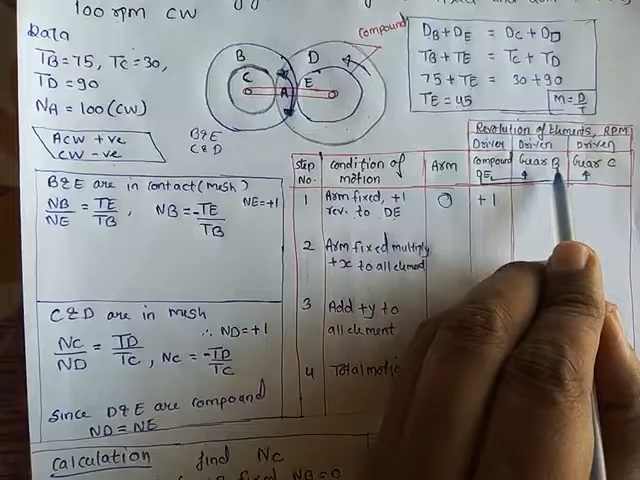 100 rpm cw
Data
TB=75, TC=30,
TD=90
NA=100(CW)
ACW +ve
CW -ve
B&E
C&D
B
C
A
D
E
compound
DB+DE = DC+DD
TB+TE = TC+TD
75+TE = 30+90
TE=45
M=D/T
Revolution of Elements, RPM
Step No.
condition of motion
Arm
Driver compound DE
Driven Gear B
Driven Gear C
1 Arm fixed, +1 rev. to DE 0 +1
2 Arm fixed multiply +x to all element
3 Add +y to all element
4 Total motio
B&E are in contact(mesh)
NB/NE = TE/TB, NB = -TE/TB NE=+1
C&D are in mesh
NC/ND = TD/TC, NC = -TD/TC ∴ ND=+1
Since D&E are compound
ND=NE
Calculation find NC
NB=0